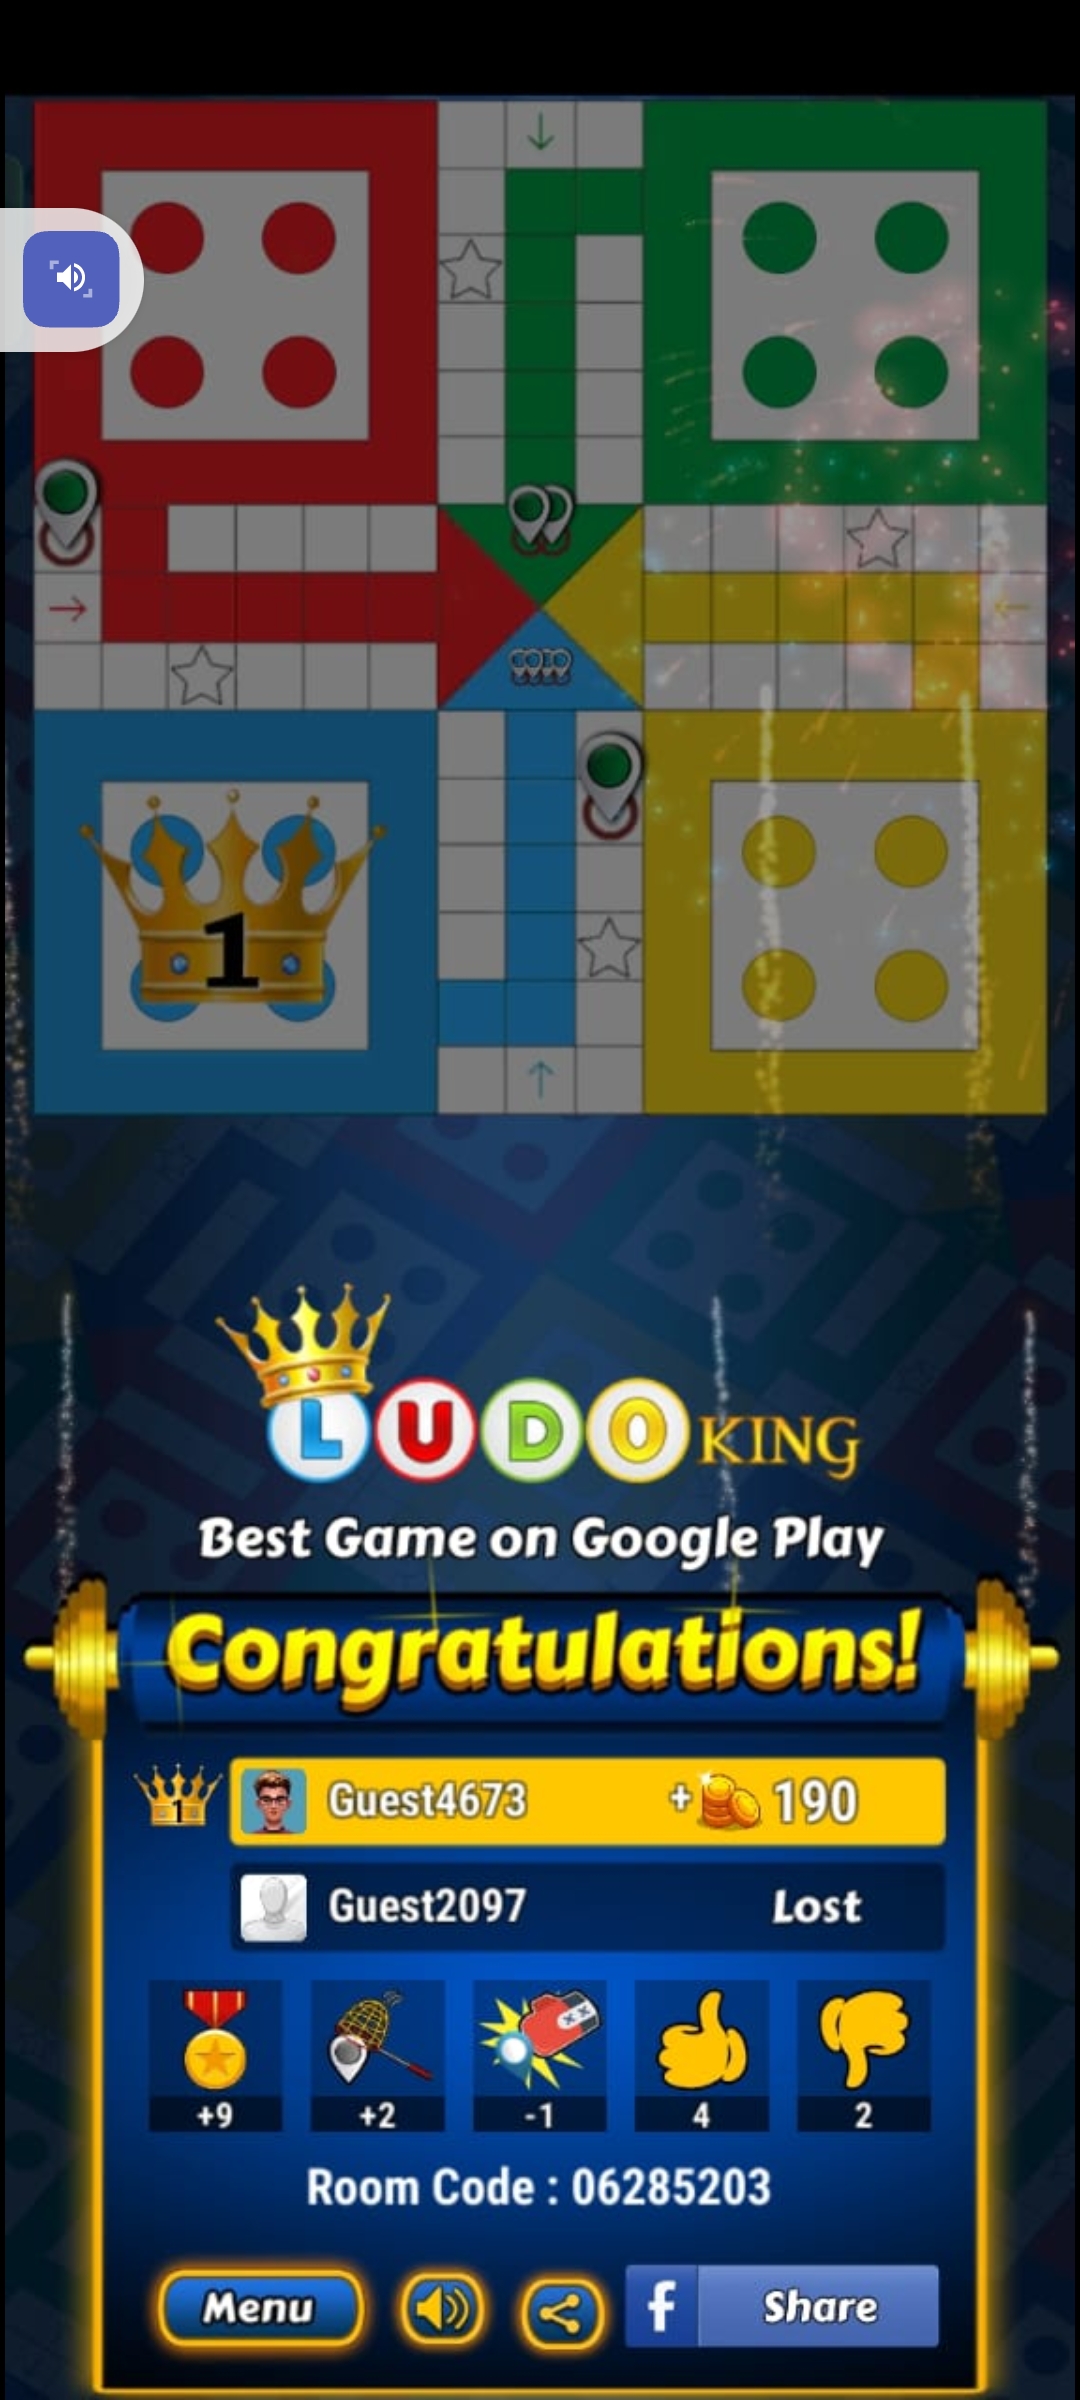 1
LUDO KING
Best Game on Google Play
Congratulations!
1 Guest4673 + 190
Guest2097 Lost
+9 +2 -1 4 2
Room Code : 06285203
Menu f Share